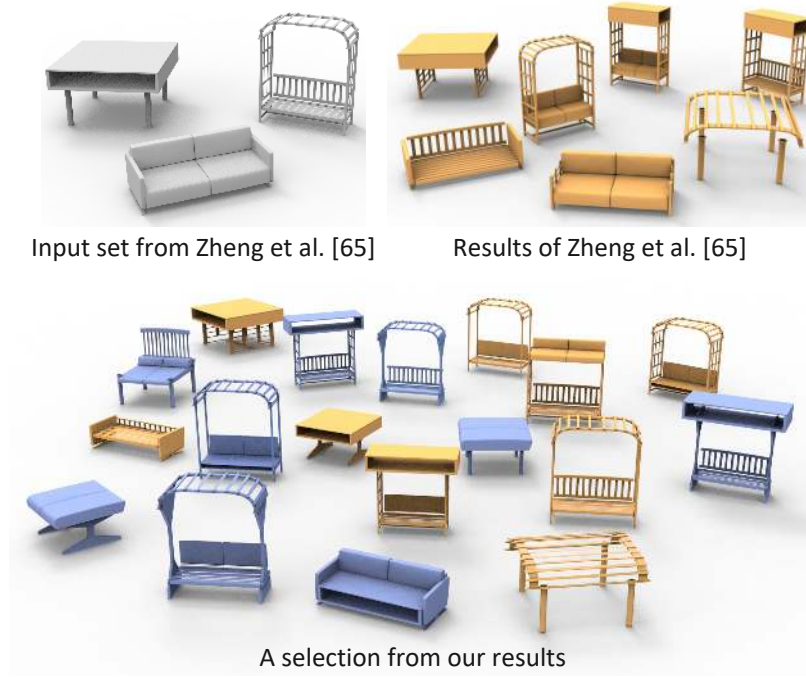 Input set from Zheng et al. [65]
Results of Zheng et al. [65]
A selection from our results